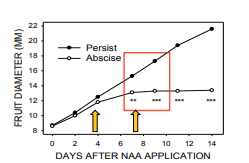 22
20
18
16
14
12
10
8
FRUIT DIAMETER (MM)
Persist
Abscise
** *** *** ***
0 2 4 6 8 10 12 14
DAYS AFTER NAA APPLICATION